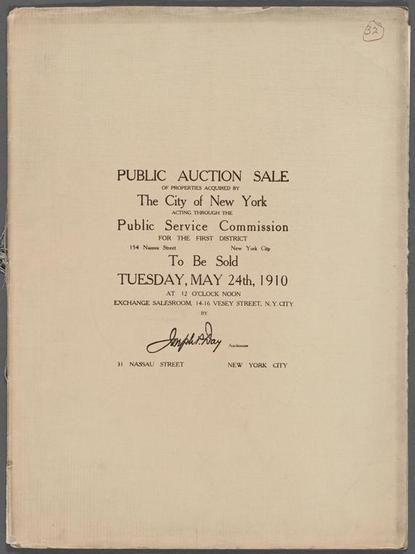 32
PUBLIC AUCTION SALE
OF PROPERTIES ACQUIRED BY
The City of New York
ACTING THROUGH THE
Public Service Commission
FOR THE FIRST DISTRICT
154 Nassau Street New York City
To Be Sold
TUESDAY, MAY 24th, 1910
AT 12 O'CLOCK NOON
EXCHANGE SALESROOM, 14-16 VESEY STREET, N.Y. CITY
BY
Joseph P. Day Auctioneer
31 NASSAU STREET NEW YORK CITY